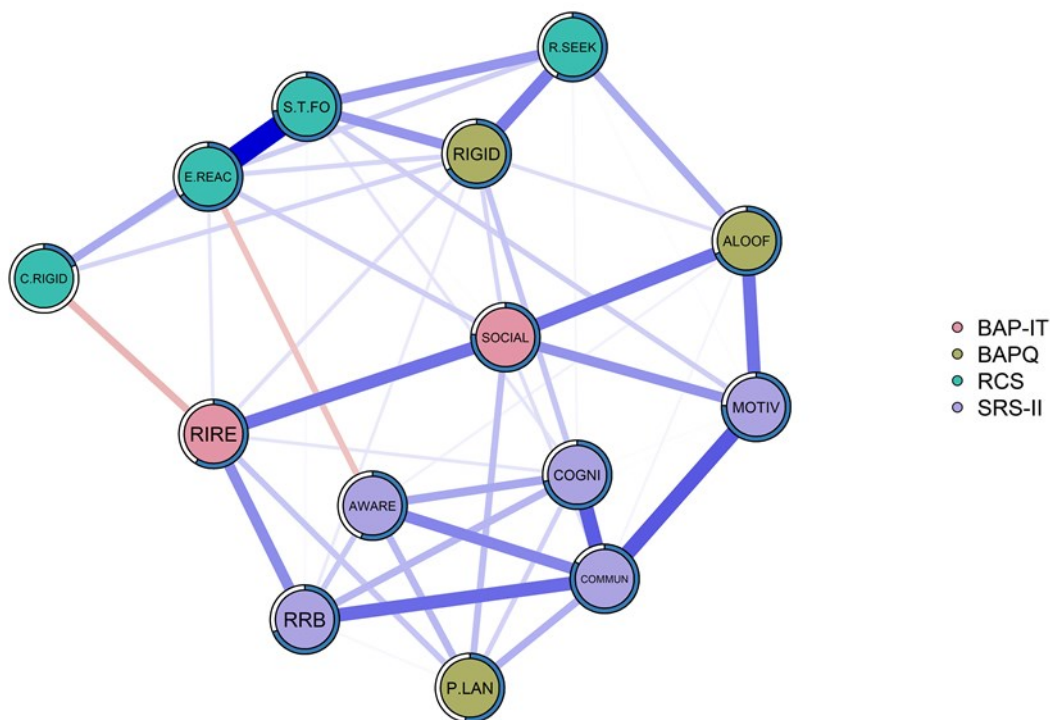 R.SEEK
S.T.FO
RIGID
E.REAC
ALOOF
C.RIGID
SOCIAL
MOTIV
RIRE
COGNI
AWARE
COMMUN
RRB
P.LAN
BAP-IT
BAPQ
RCS
SRS-II